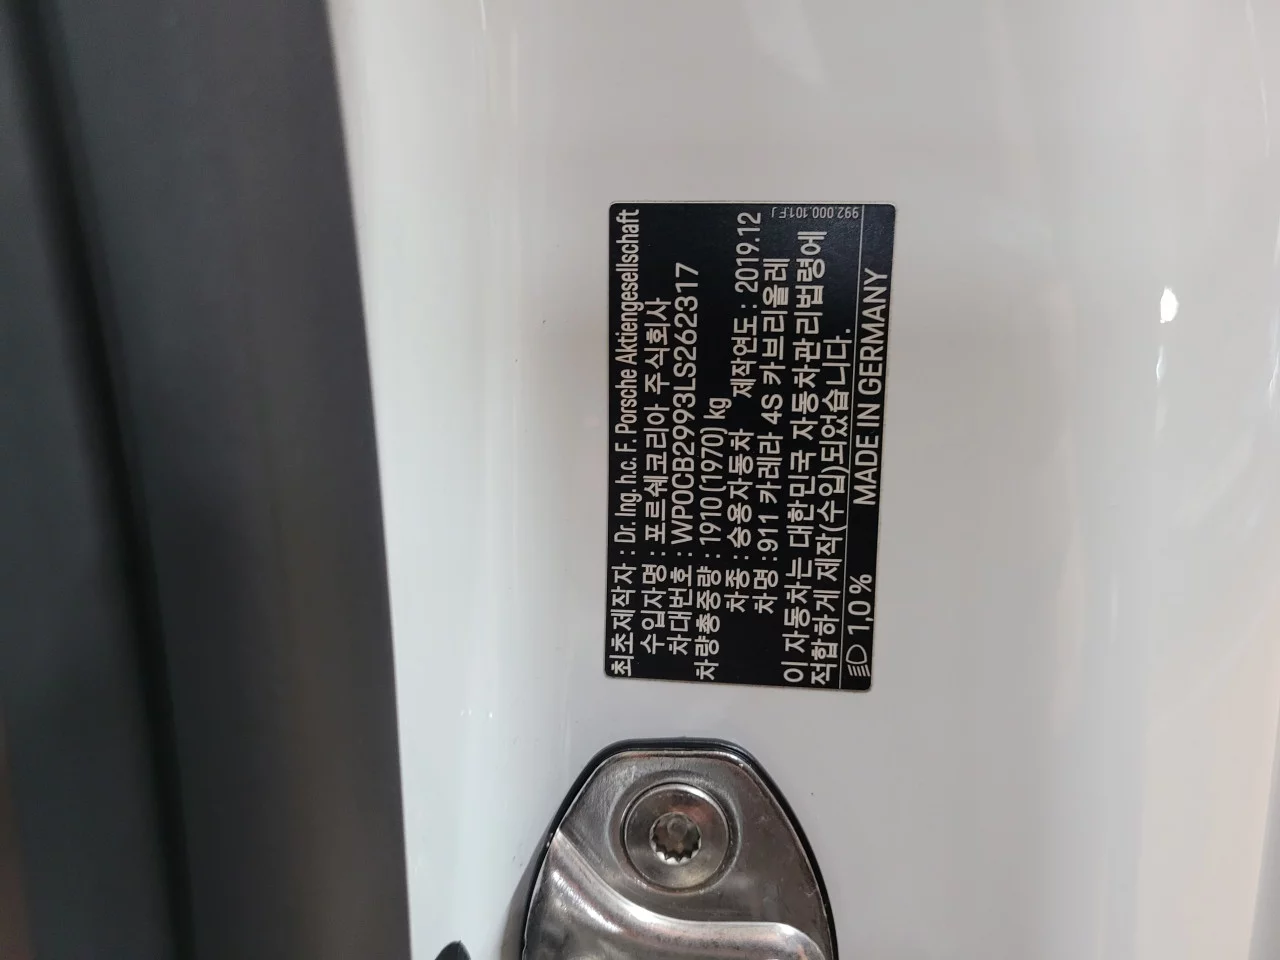 최초제작자 : Dr. Ing. h.c. F. Porsche Aktiengesellschaft
수입자명 : 포르쉐코리아 주식회사
차대번호 : WP0CB2993LS262317
차량총중량 : 1910 (1970) kg
차종 : 승용자동차 제작연도 : 2019.12
차명 : 911 카레라 4S 카브리올레
이 자동차는 대한민국 자동차관리법령에
적합하게 제작(수입)되었습니다.
1,0 % MADE IN GERMANY
992.000.101.FJ